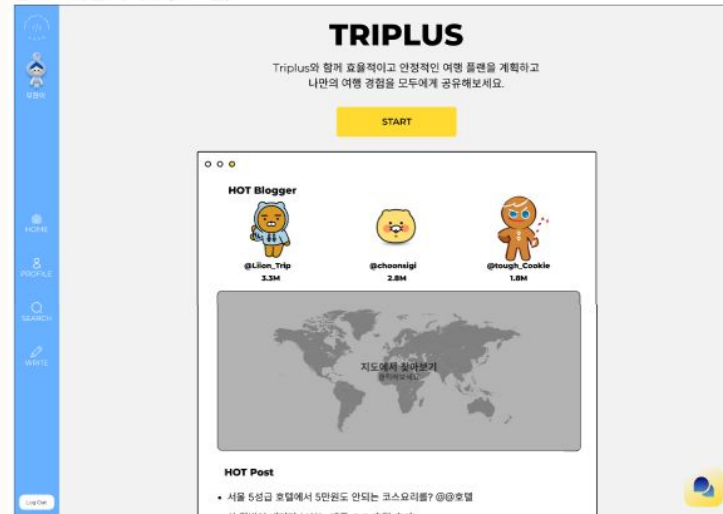 TRIPLUS
Triplus와 함께 효율적이고 안정적인 여행 플랜을 계획하고
나만의 여행 경험을 모두에게 공유해보세요.
START
HOME
PROFILE
SEARCH
WRITE
Log Out
HOT Blogger
@Liion_Trip
@choonsigi
@tough_Cookie
3.3M
2.8M
1.8M
지도에서 찾아보기
HOT Post
서울 5성급 호텔에서 5만원도 안되는 코스요리를? @@호텔